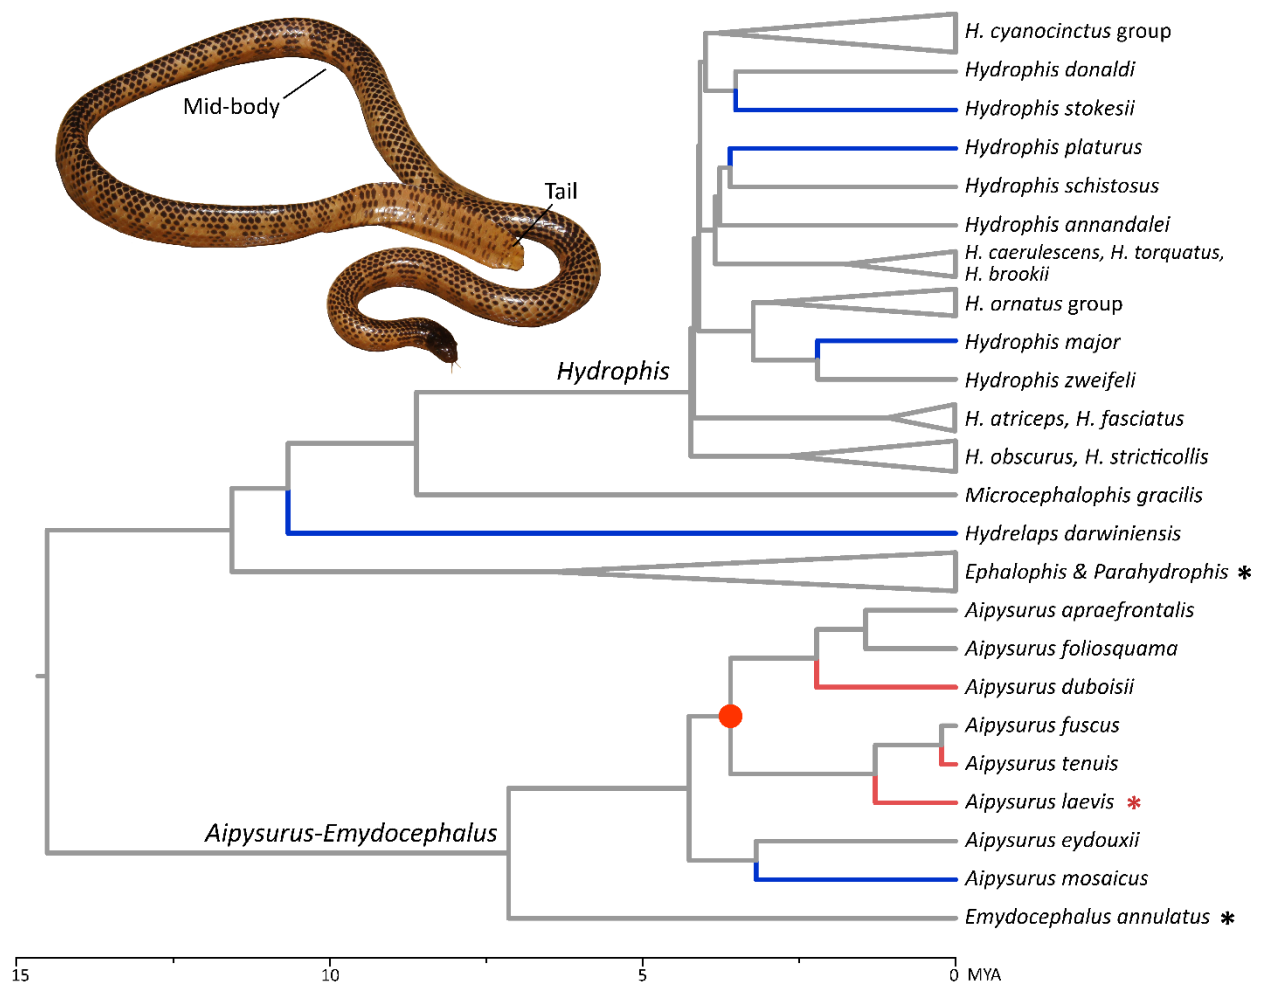 Mid-body
Tail
H. cyanocinctus group
Hydrophis donaldi
Hydrophis stokesii
Hydrophis platurus
Hydrophis schistosus
Hydrophis annandalei
H. caerulescens, H. torquatus,
H. brookii
H. ornatus group
Hydrophis major
Hydrophis zweifeli
Hydrophis
H. atriceps, H. fasciatus
H. obscurus, H. stricticollis
Microcephalophis gracilis
Hydrelaps darwiniensis
Ephalophis & Parahydrophis *
Aipysurus apraefrontalis
Aipysurus foliosquama
Aipysurus duboisii
Aipysurus fuscus
Aipysurus tenuis
Aipysurus laevis *
Aipysurus-Emydocephalus
Aipysurus eydouxii
Aipysurus mosaicus
Emydocephalus annulatus *
15 10 5 0 MYA